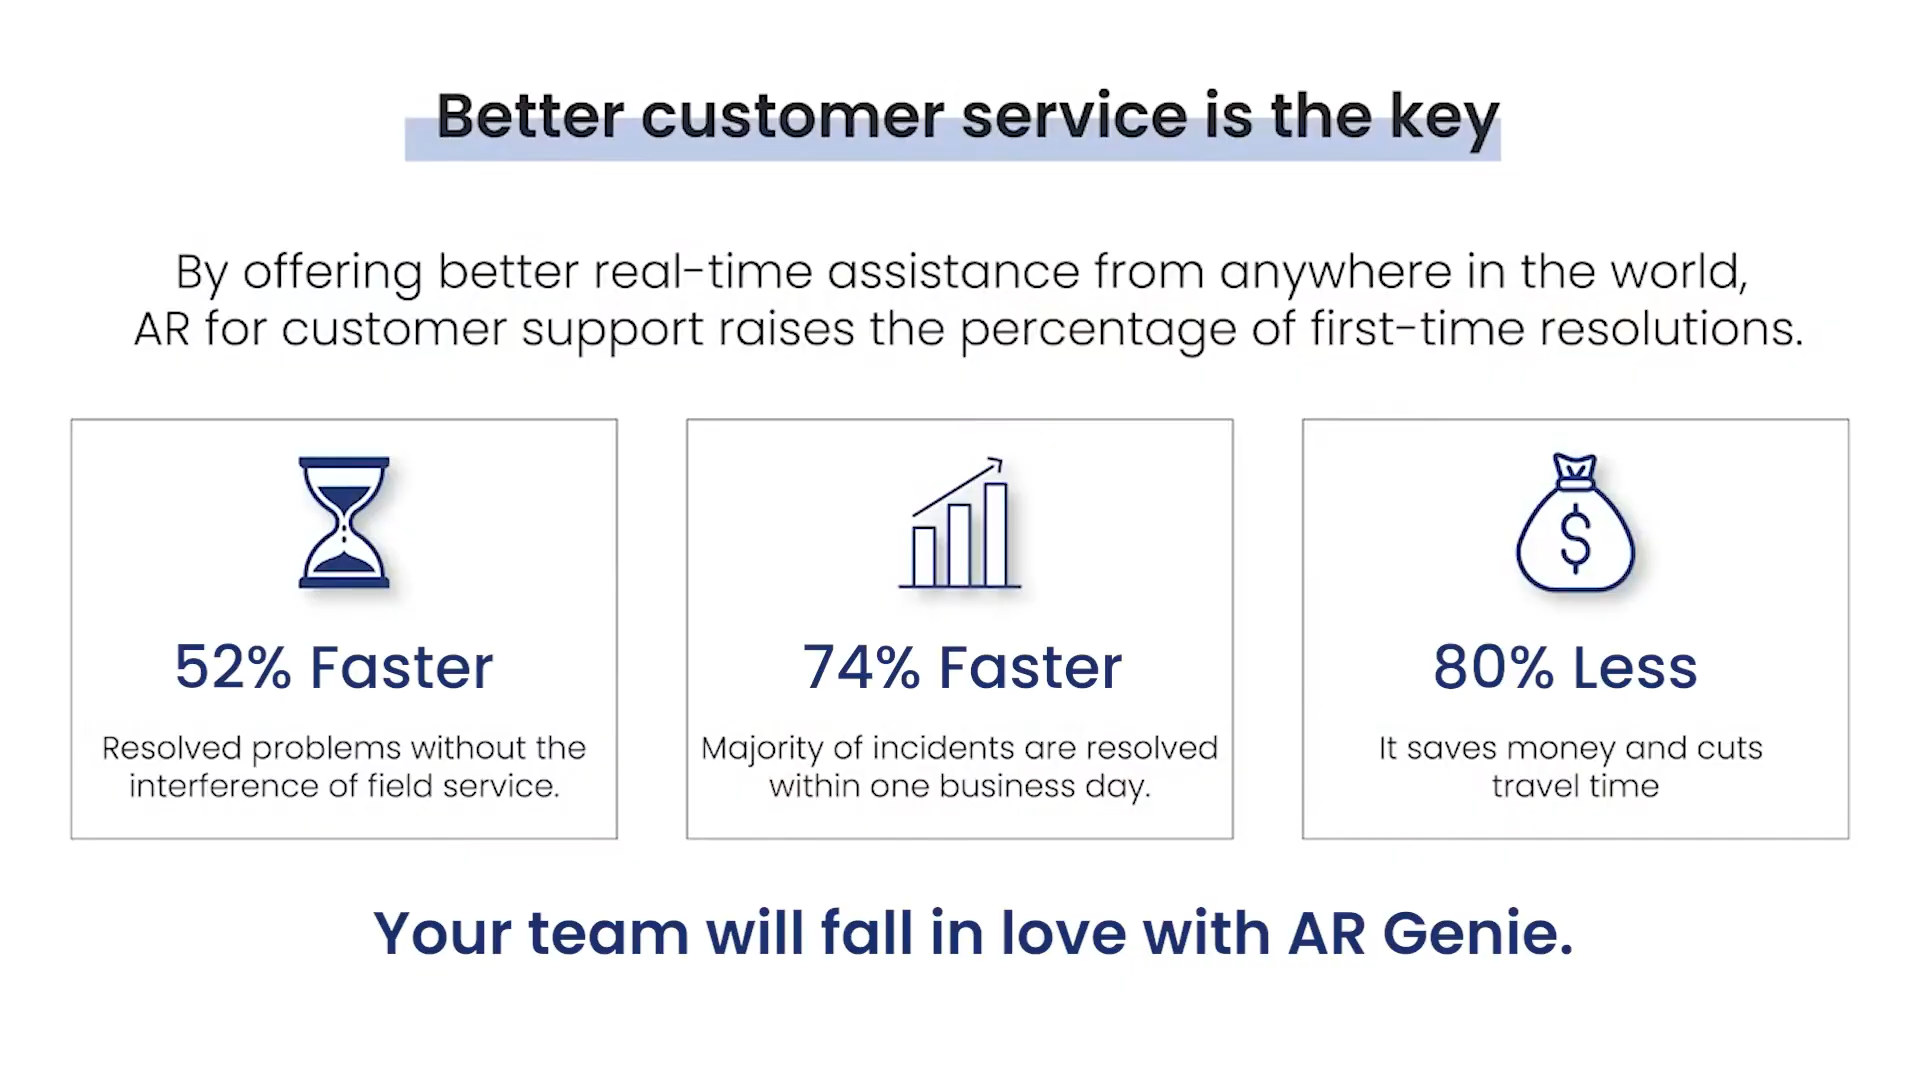 Better customer service is the key
By offering better real-time assistance from anywhere in the world,
AR for customer support raises the percentage of first-time resolutions.
52% Faster
Resolved problems without the
interference of field service.
74% Faster
Majority of incidents are resolved
within one business day.
$
80% Less
It saves money and cuts
travel time
Your team will fall in love with AR Genie.